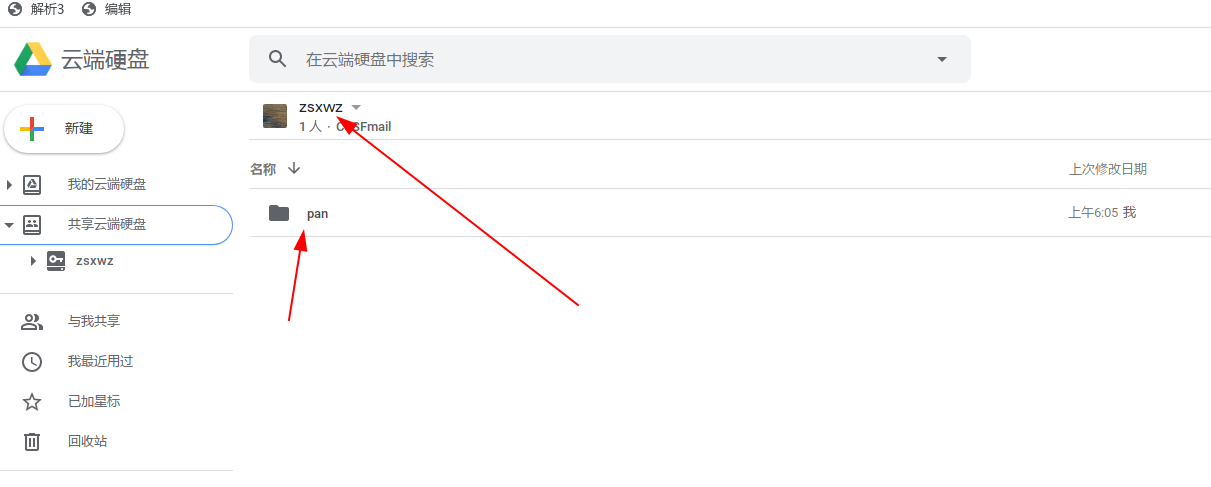 解析3 编辑
云端硬盘
在云端硬盘中搜索
zsxwz
1 人
新建
名称 上次修改日期
我的云端硬盘
pan 上午6:05 我
共享云端硬盘
zsxwz
与我共享
我最近用过
已加星标
回收站